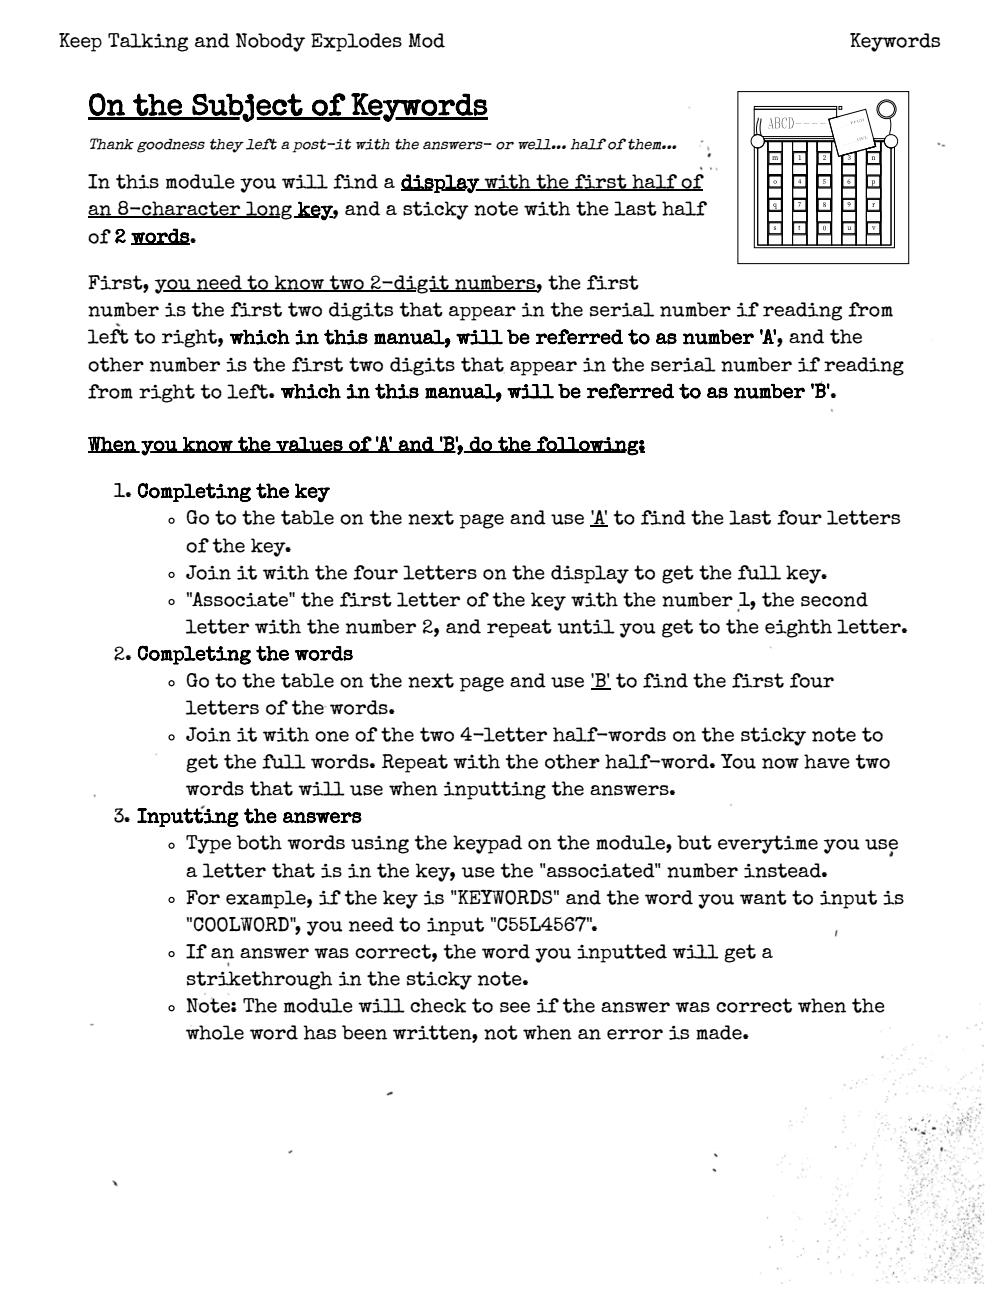 Keep Talking and Nobody Explodes Mod
Keywords
On the Subject of Keywords
Thank goodness they left a post-it with the answers- or well... half of them...
In this module you will find a display with the first half of
an 8-character long key, and a sticky note with the last half
of 2 words.
ABCD----
m 1 2 3 n
o 4 5 6 p
q 7 8 9 r
s t 0 u v
First, you need to know two 2-digit numbers, the first
number is the first two digits that appear in the serial number if reading from
left to right, which in this manual, will be referred to as number 'A', and the
other number is the first two digits that appear in the serial number if reading
from right to left. which in this manual, will be referred to as number 'B'.
When you know the values of 'A' and 'B', do the following:
1. Completing the key
◦ Go to the table on the next page and use 'A' to find the last four letters
of the key.
◦ Join it with the four letters on the display to get the full key.
◦ "Associate" the first letter of the key with the number 1, the second
letter with the number 2, and repeat until you get to the eighth letter.
2. Completing the words
◦ Go to the table on the next page and use 'B' to find the first four
letters of the words.
◦ Join it with one of the two 4-letter half-words on the sticky note to
get the full words. Repeat with the other half-word. You now have two
words that will use when inputting the answers.
3. Inputting the answers
◦ Type both words using the keypad on the module, but everytime you use
a letter that is in the key, use the "associated" number instead.
◦ For example, if the key is "KEYWORDS" and the word you want to input is
"COOLWORD", you need to input "C55L4567".
◦ If an answer was correct, the word you inputted will get a
strikethrough in the sticky note.
◦ Note: The module will check to see if the answer was correct when the
whole word has been written, not when an error is made.